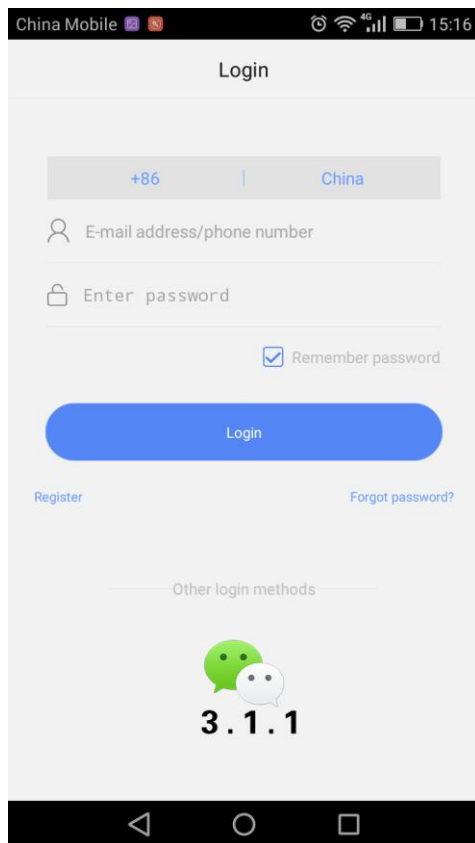 China Mobile 4G 15:16
Login
+86 | China
E-mail address/phone number
Enter password
Remember password
Login
Register Forgot password?
Other login methods
3.1.1